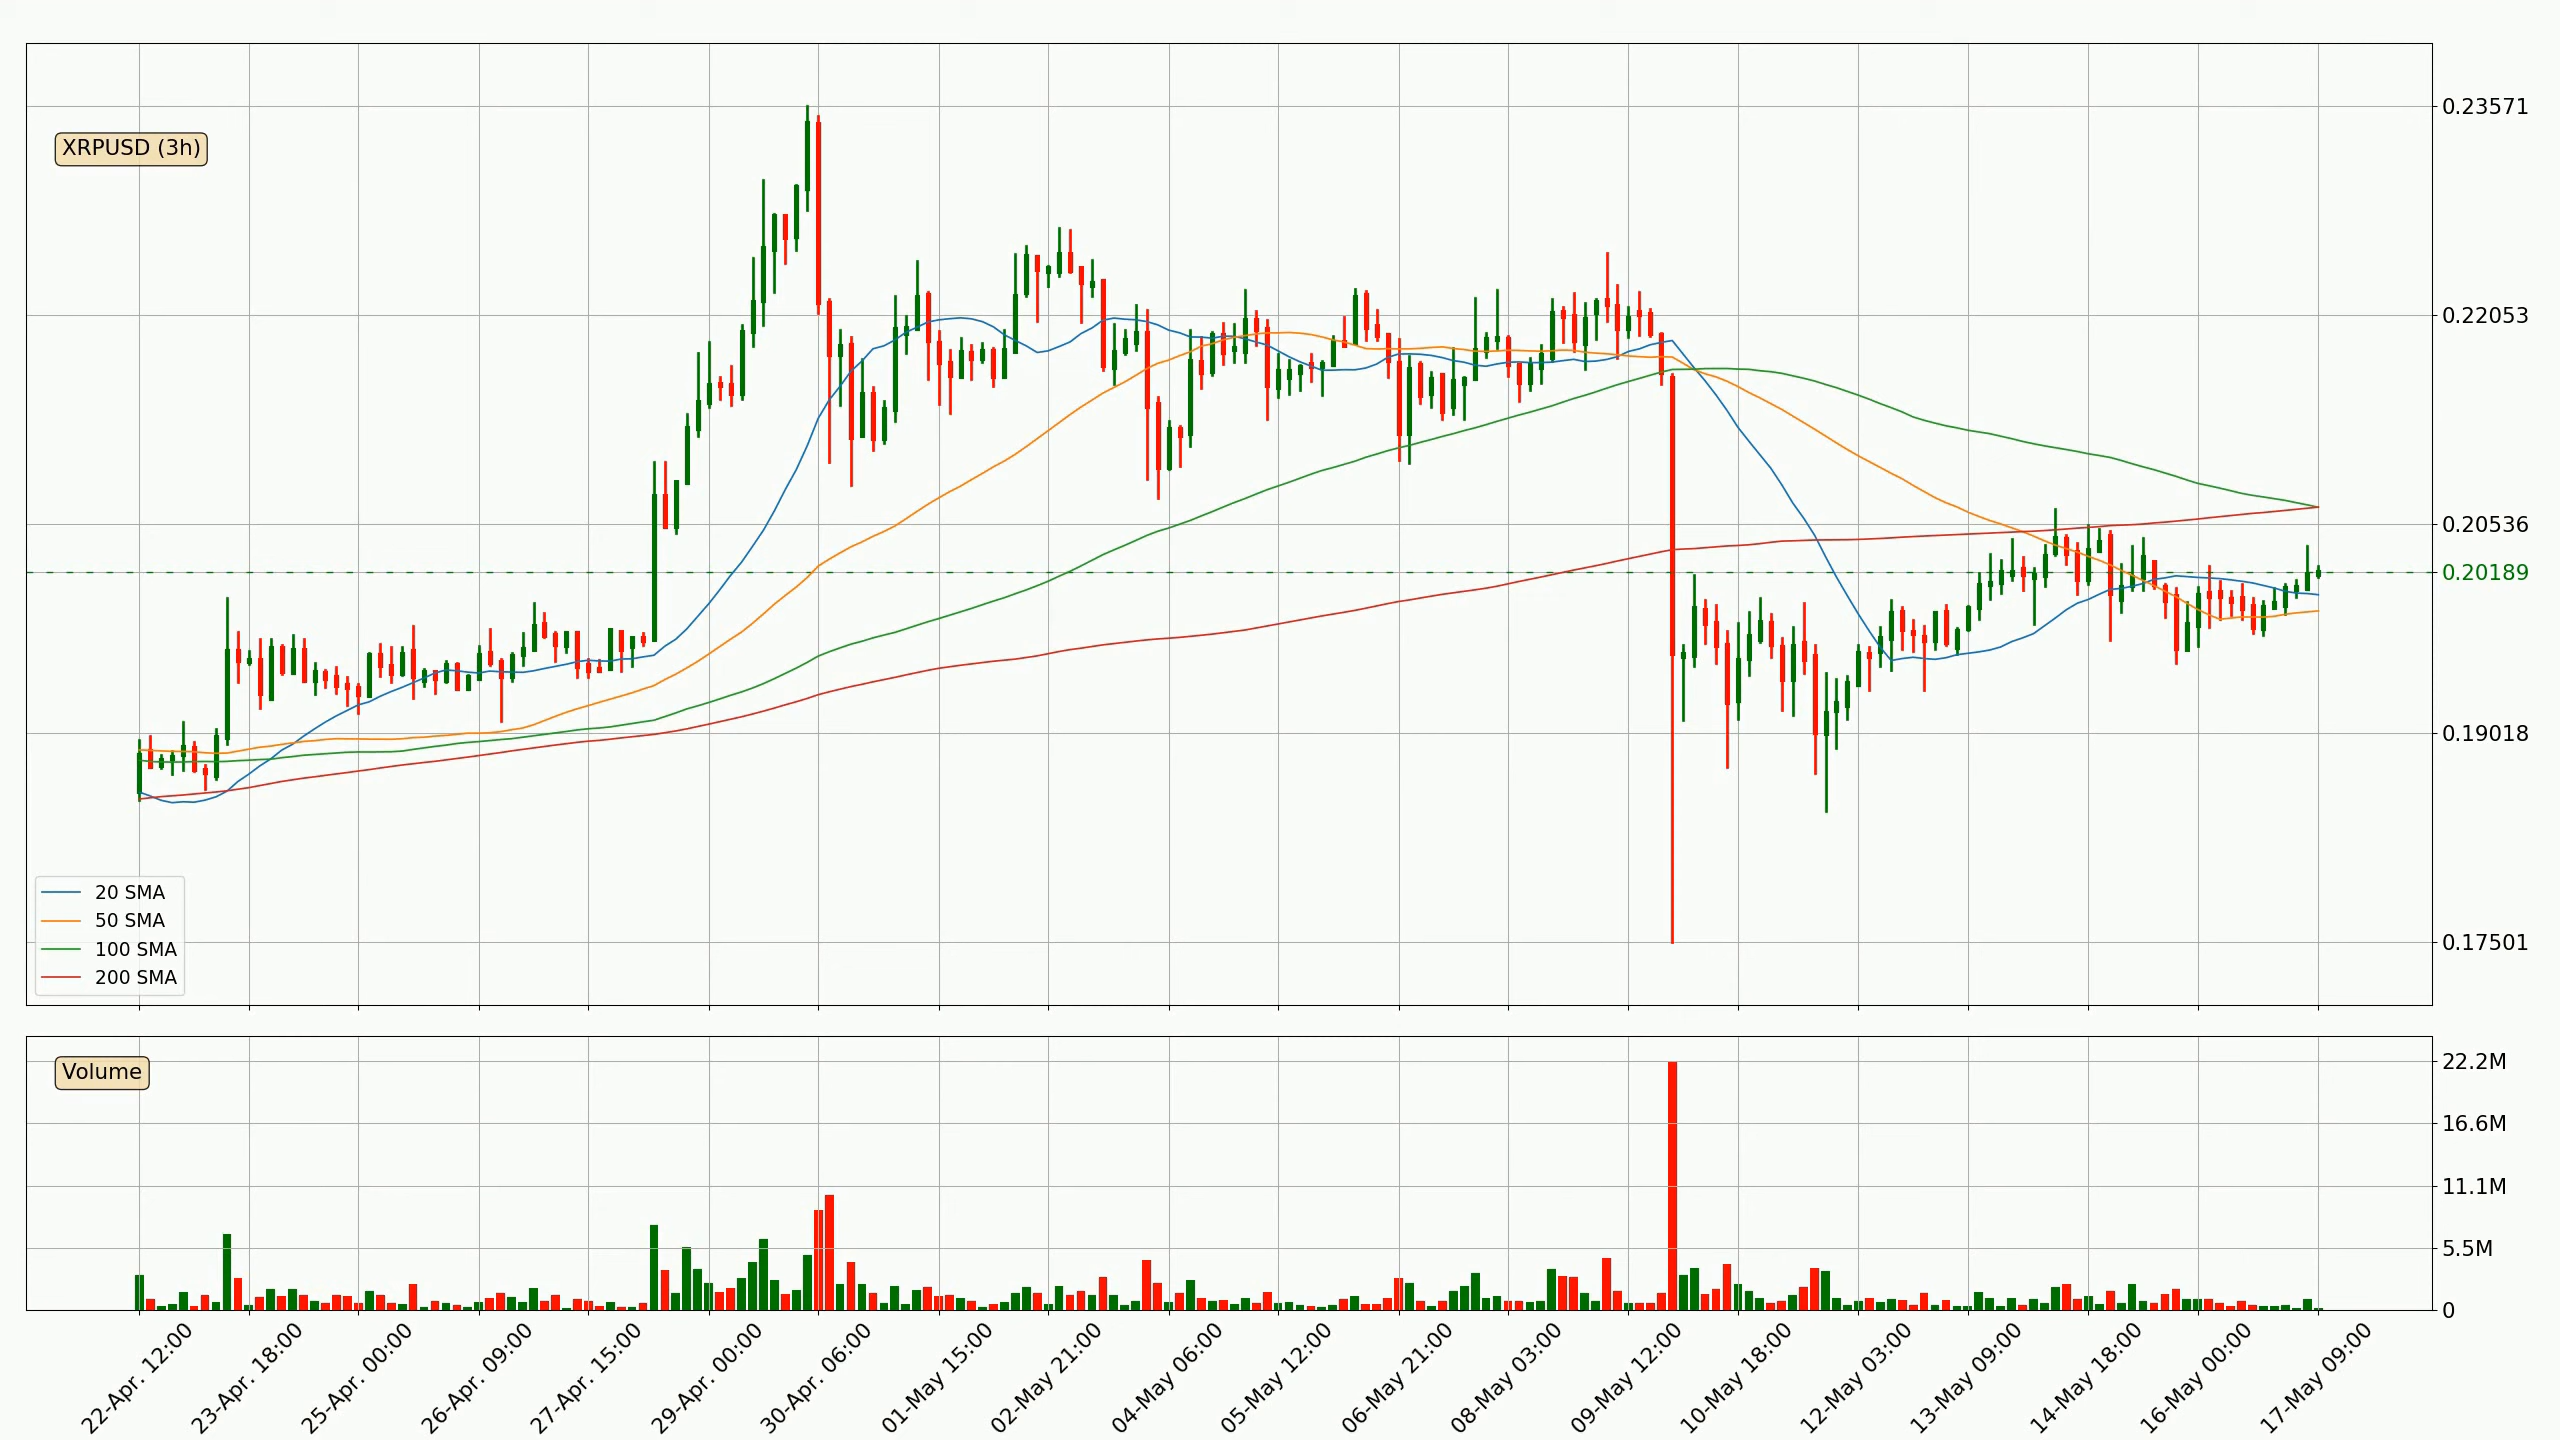 XRPUSD (3h)
0.23571
0.22053
0.20536
0.20189
0.19018
0.17501
20 SMA
50 SMA
100 SMA
200 SMA
Volume
22.2M
16.6M
11.1M
5.5M
0
22-Apr. 12:00
23-Apr. 18:00
25-Apr. 00:00
26-Apr. 09:00
27-Apr. 15:00
29-Apr. 00:00
30-Apr. 06:00
01-May 15:00
02-May 21:00
04-May 06:00
05-May 12:00
06-May 21:00
08-May 03:00
09-May 12:00
10-May 18:00
12-May 03:00
13-May 09:00
14-May 18:00
16-May 00:00
17-May 09:00